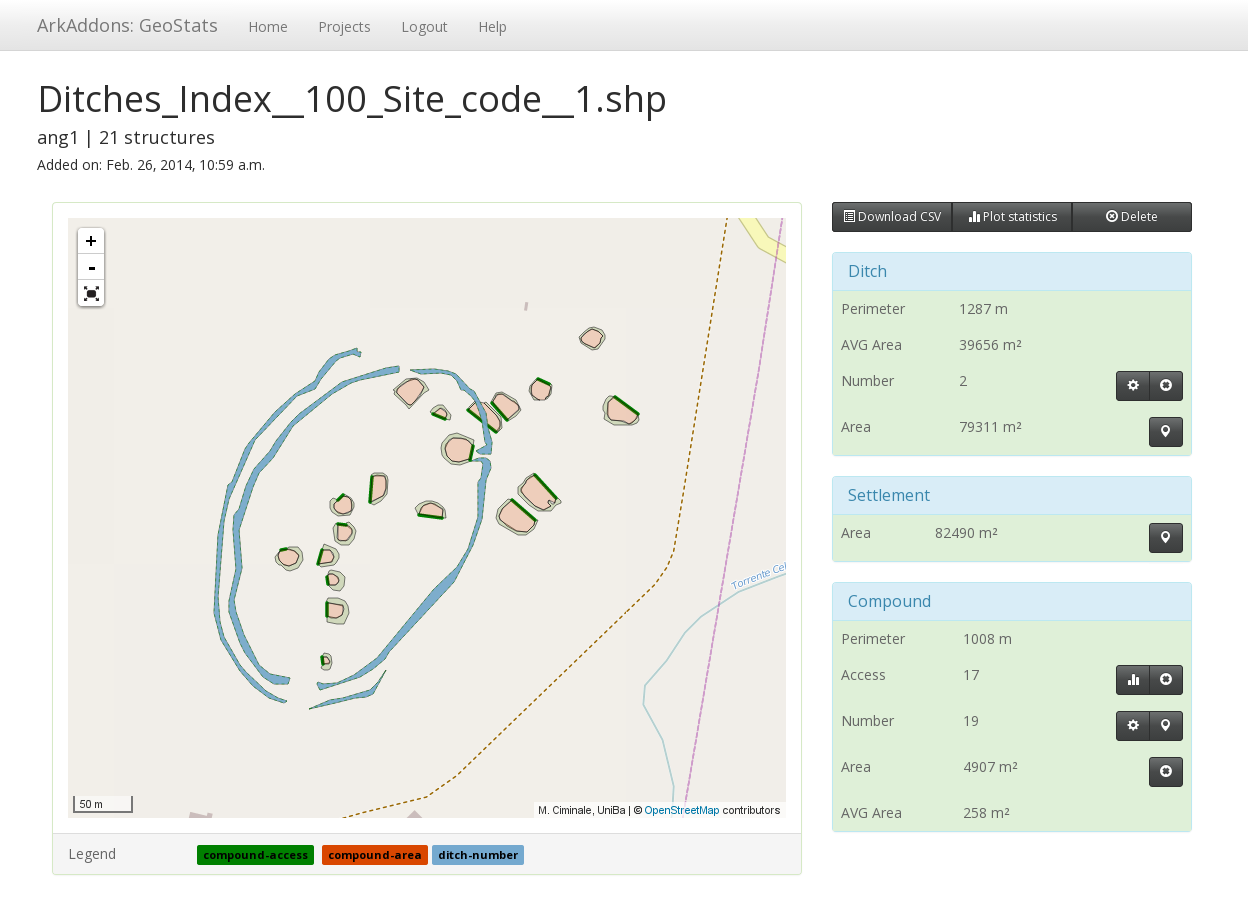 ArkAddons: GeoStats Home Projects Logout Help
Ditches_Index__100_Site_code__1.shp
ang1 | 21 structures
Added on: Feb. 26, 2014, 10:59 a.m.
+
-
Torrente Cel
50 m
M. Ciminale, UniBa | © OpenStreetMap contributors
Legend compound-access compound-area ditch-number
Download CSV Plot statistics Delete
Ditch
Perimeter 1287 m
AVG Area 39656 m²
Number 2
Area 79311 m²
Settlement
Area 82490 m²
Compound
Perimeter 1008 m
Access 17
Number 19
Area 4907 m²
AVG Area 258 m²